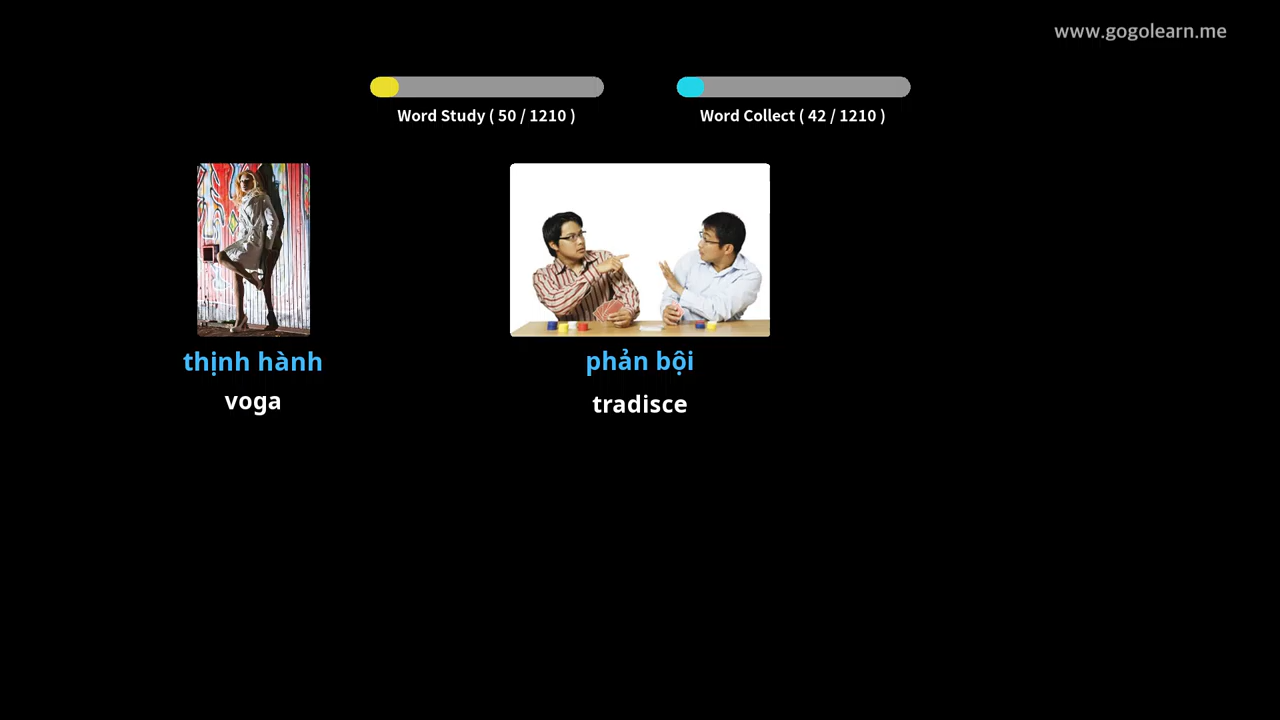 www.gogolearn.me
Word Study ( 50 / 1210 )
Word Collect ( 42 / 1210 )
thịnh hành
voga
phản bội
tradisce